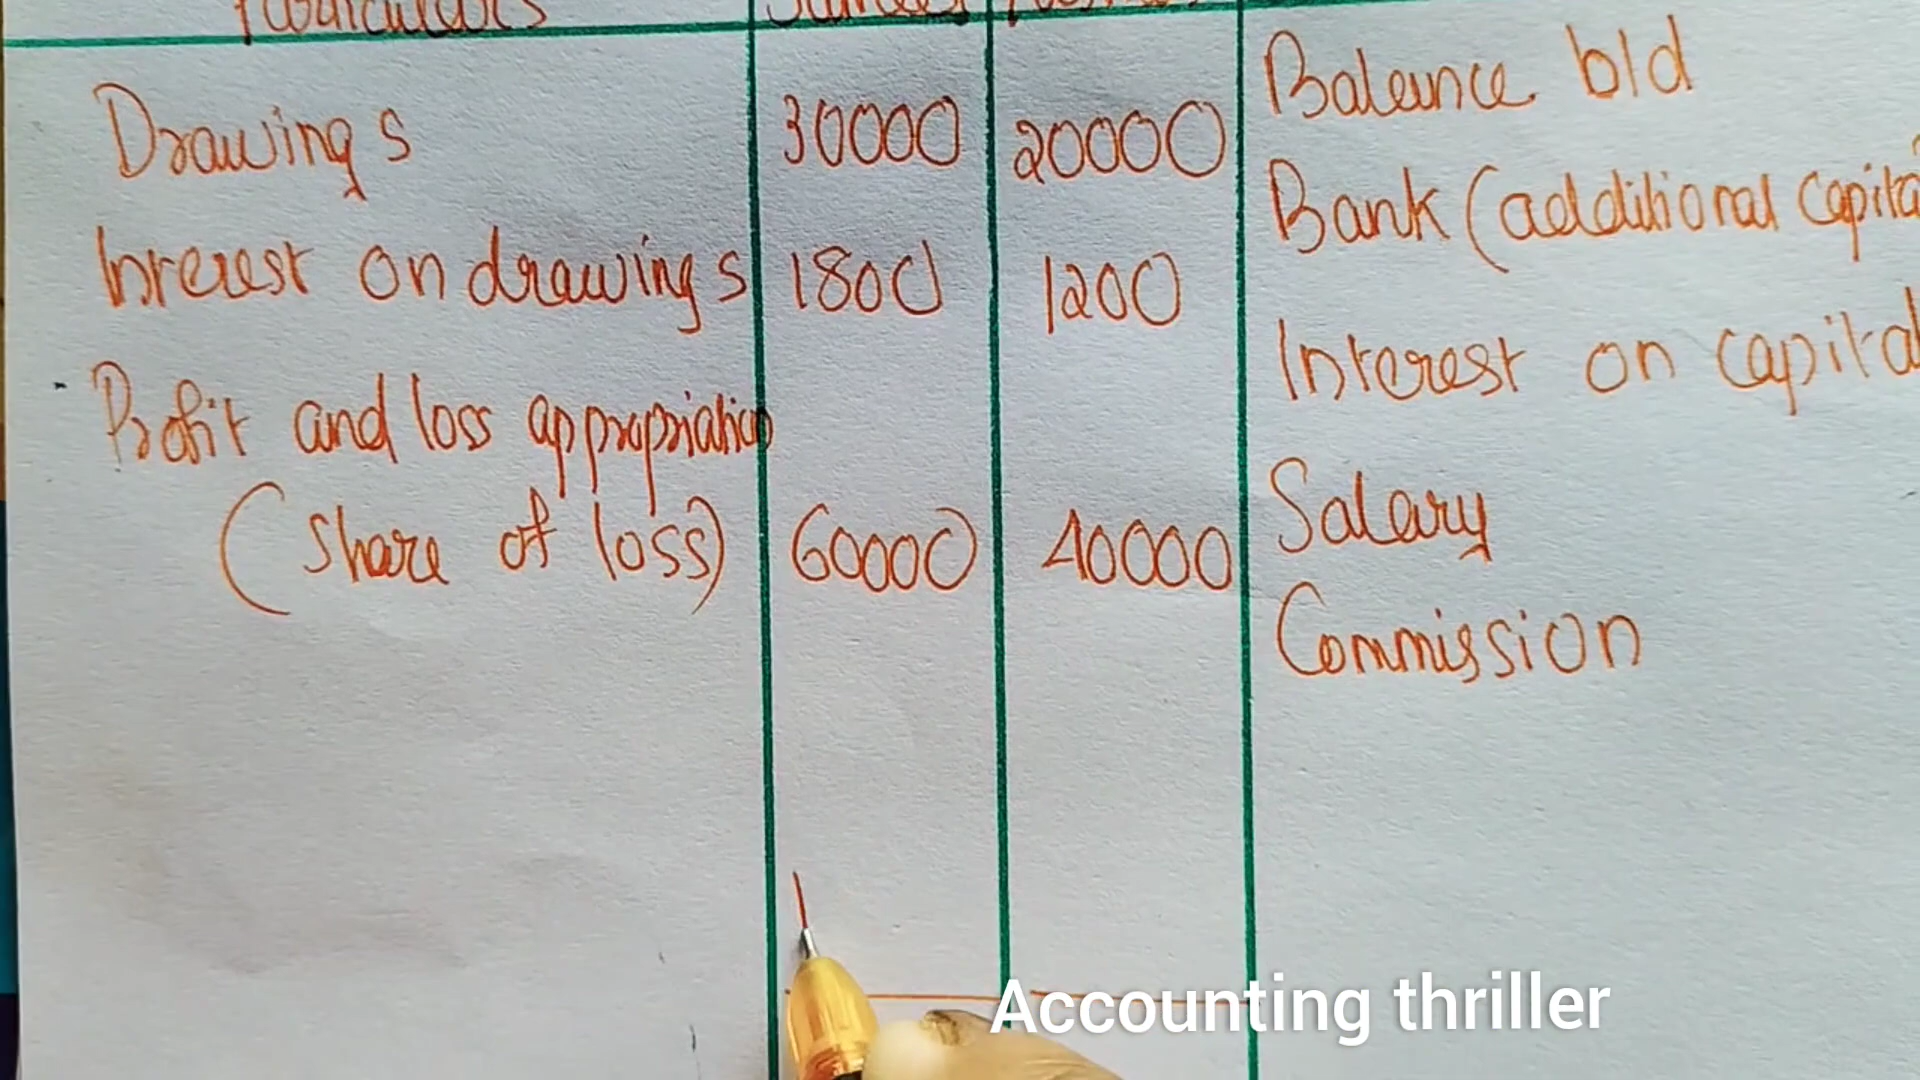 Particulars
Drawings 30000 20000 Balance b/d
Bank (additional capita
Interest on drawings 1800 1200
Interest on capital
Profit and loss appropriation
(Share of loss) 60000 40000 Salary
Commission
Accounting thriller